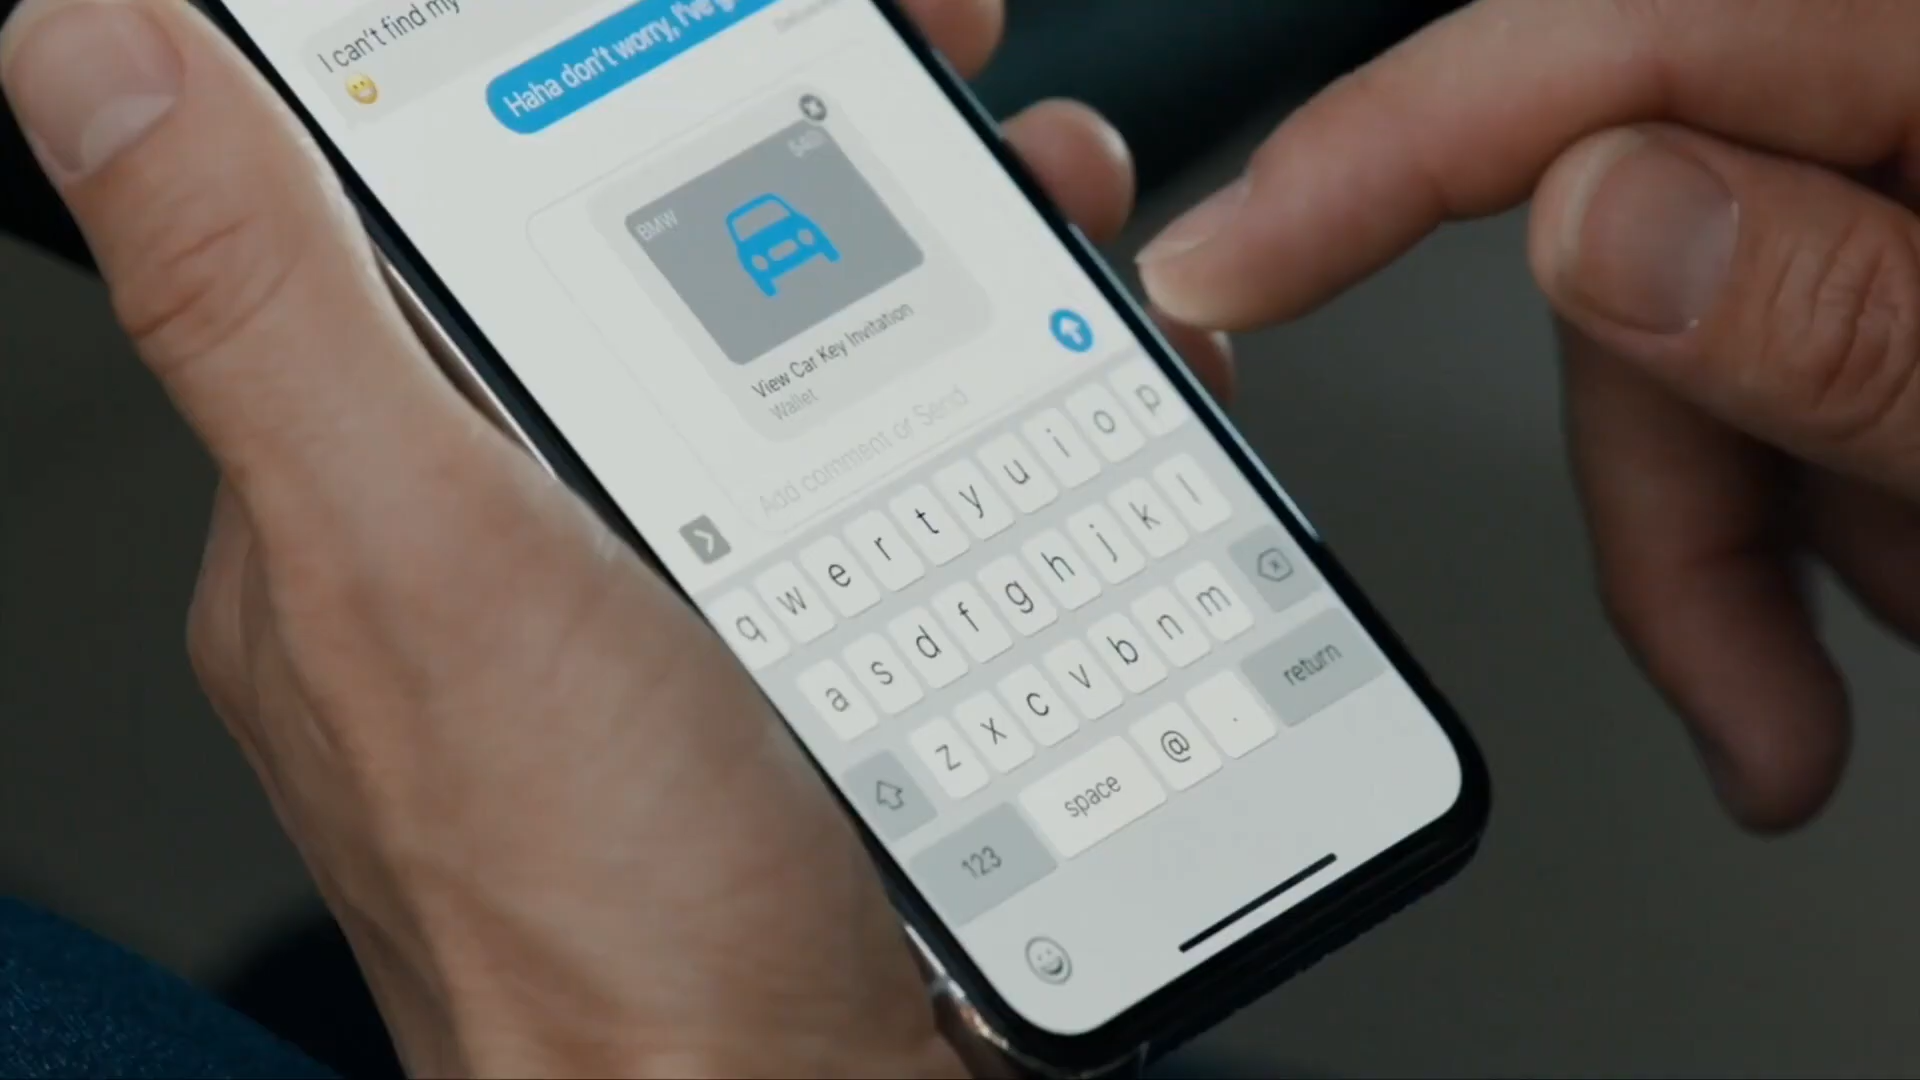 I can't find my
Haha don't worry, I've g
BMW
View Car Key Invitation
Wallet
Add comment or Send
q w e r t y u i o p
a s d f g h j k l
z x c v b n m
123 space @ . return